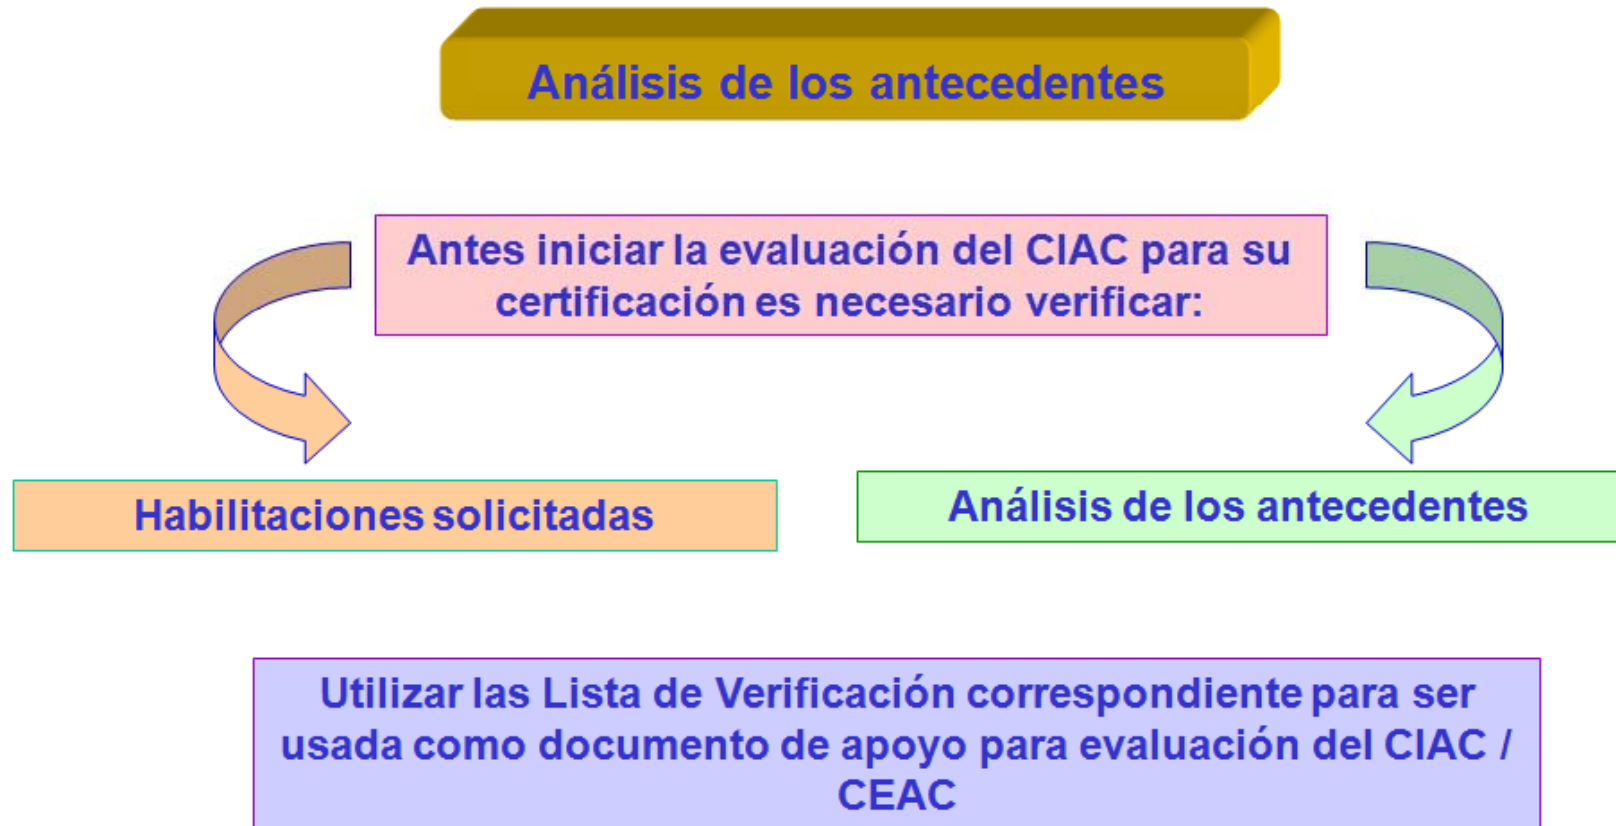 Análisis de los antecedentes
Antes iniciar la evaluación del CIAC para su
certificación es necesario verificar:
Habilitaciones solicitadas
Análisis de los antecedentes
Utilizar las Lista de Verificación correspondiente para ser
usada como documento de apoyo para evaluación del CIAC /
CEAC